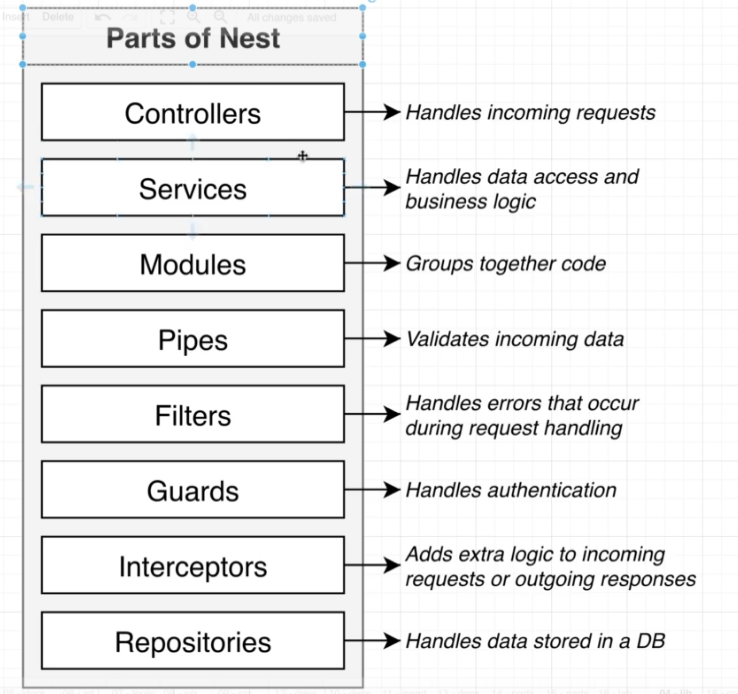 Insert Delete All changes saved
Parts of Nest
Controllers
Handles incoming requests
Services
Handles data access and
business logic
Modules
Groups together code
Pipes
Validates incoming data
Filters
Handles errors that occur
during request handling
Guards
Handles authentication
Interceptors
Adds extra logic to incoming
requests or outgoing responses
Repositories
Handles data stored in a DB